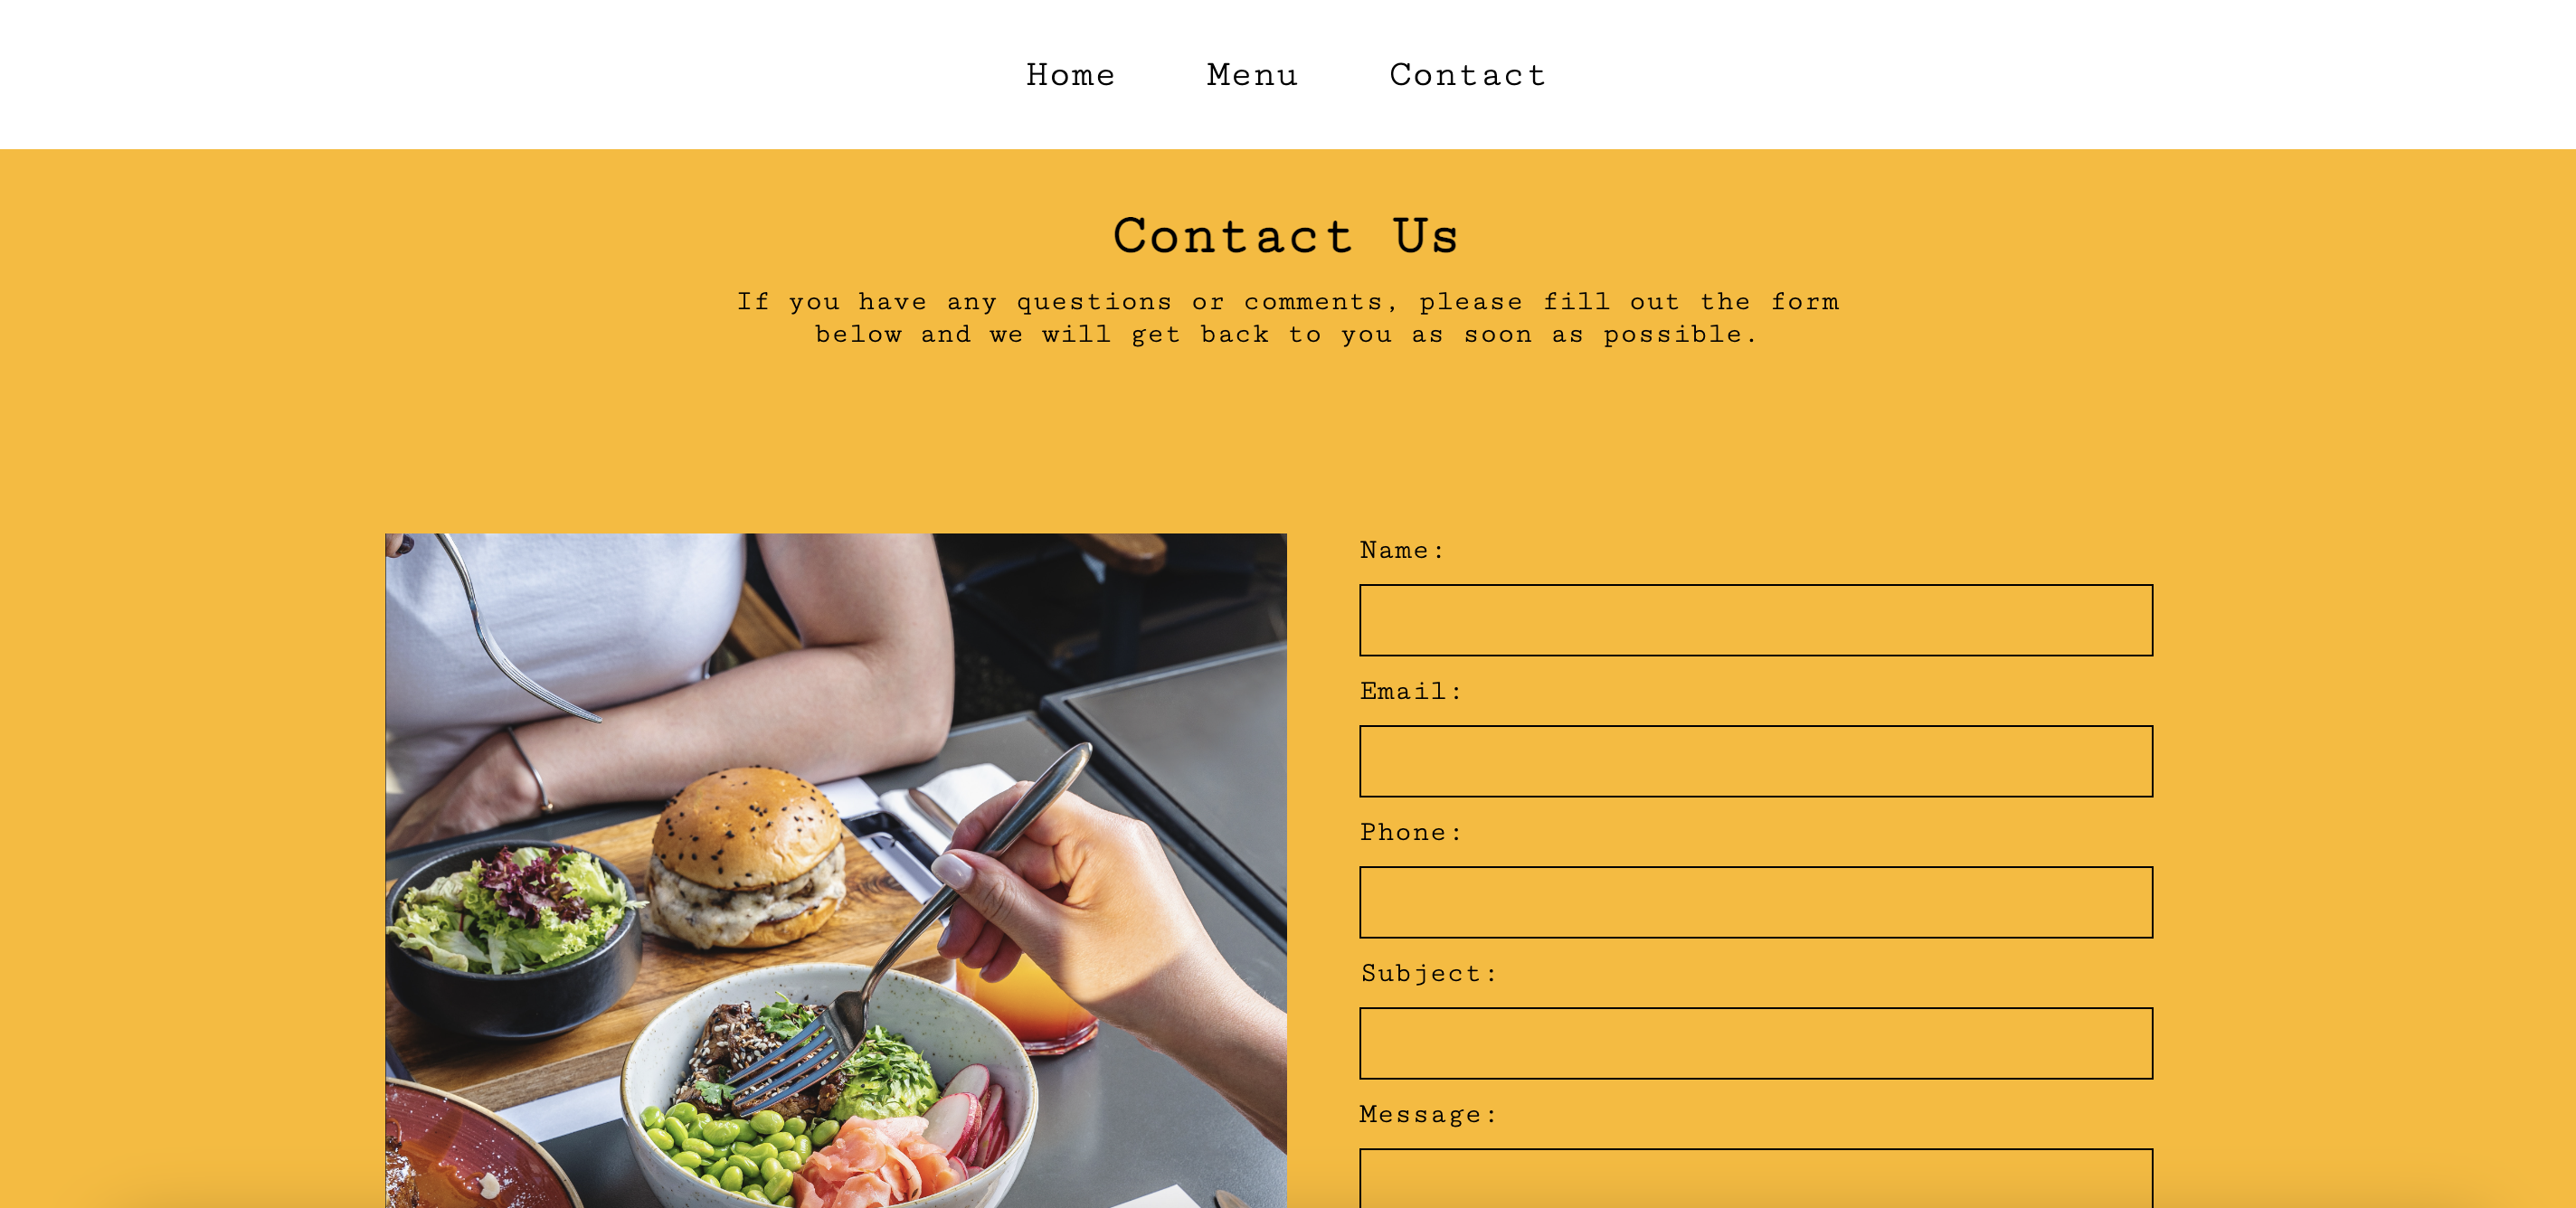 Home Menu Contact
Contact Us
If you have any questions or comments, please fill out the form
below and we will get back to you as soon as possible.
Name:
Email:
Phone:
Subject:
Message: